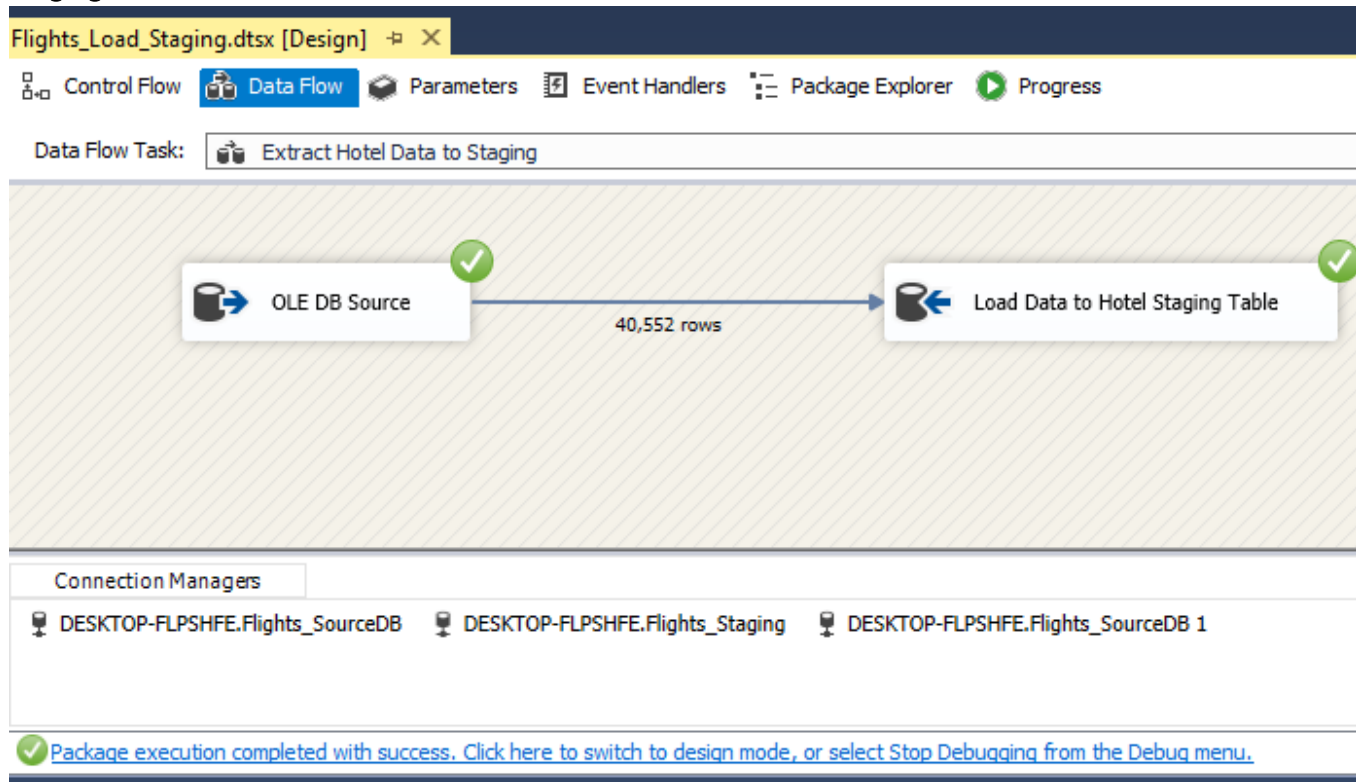 Flights_Load_Staging.dtsx [Design]
Control Flow Data Flow Parameters Event Handlers Package Explorer Progress
Data Flow Task: Extract Hotel Data to Staging
OLE DB Source
40,552 rows
Load Data to Hotel Staging Table
Connection Managers
DESKTOP-FLPSHFE.Flights_SourceDB DESKTOP-FLPSHFE.Flights_Staging DESKTOP-FLPSHFE.Flights_SourceDB 1
Package execution completed with success. Click here to switch to design mode, or select Stop Debugging from the Debug menu.